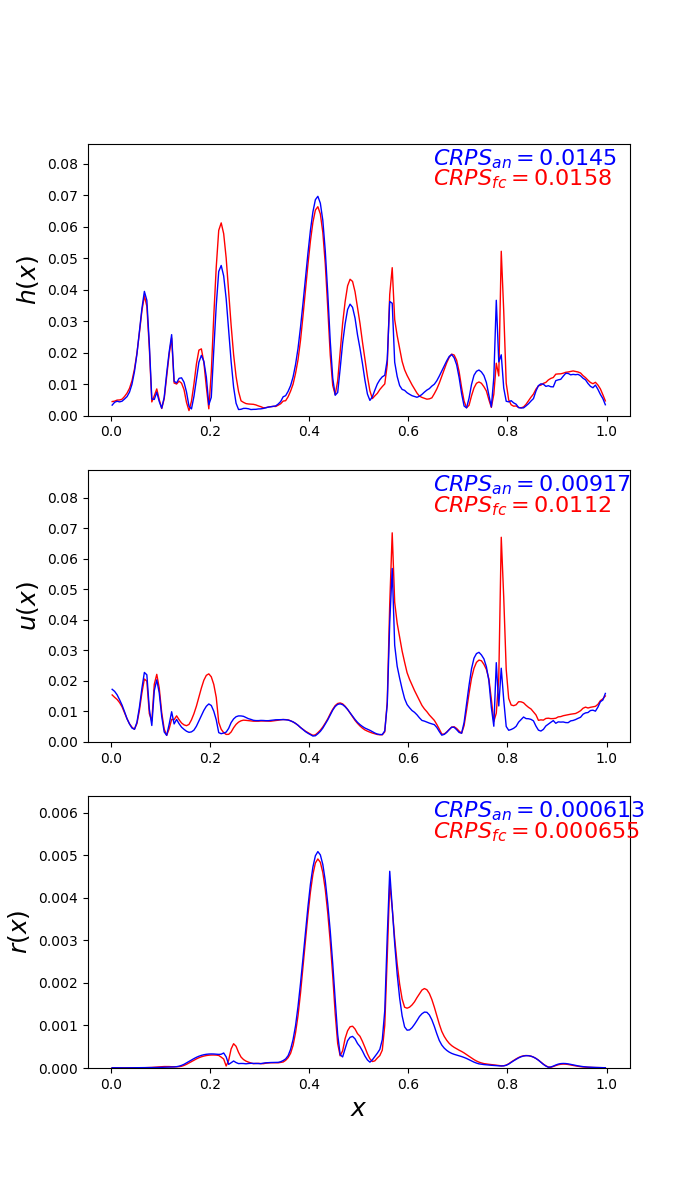 CRPS_an = 0.0145
CRPS_fc = 0.0158
h(x)
0.08
0.07
0.06
0.05
0.04
0.03
0.02
0.01
0.00
0.0 0.2 0.4 0.6 0.8 1.0
CRPS_an = 0.00917
CRPS_fc = 0.0112
u(x)
0.08
0.07
0.06
0.05
0.04
0.03
0.02
0.01
0.00
0.0 0.2 0.4 0.6 0.8 1.0
CRPS_an = 0.000613
CRPS_fc = 0.000655
r(x)
0.006
0.005
0.004
0.003
0.002
0.001
0.000
0.0 0.2 0.4 0.6 0.8 1.0
x